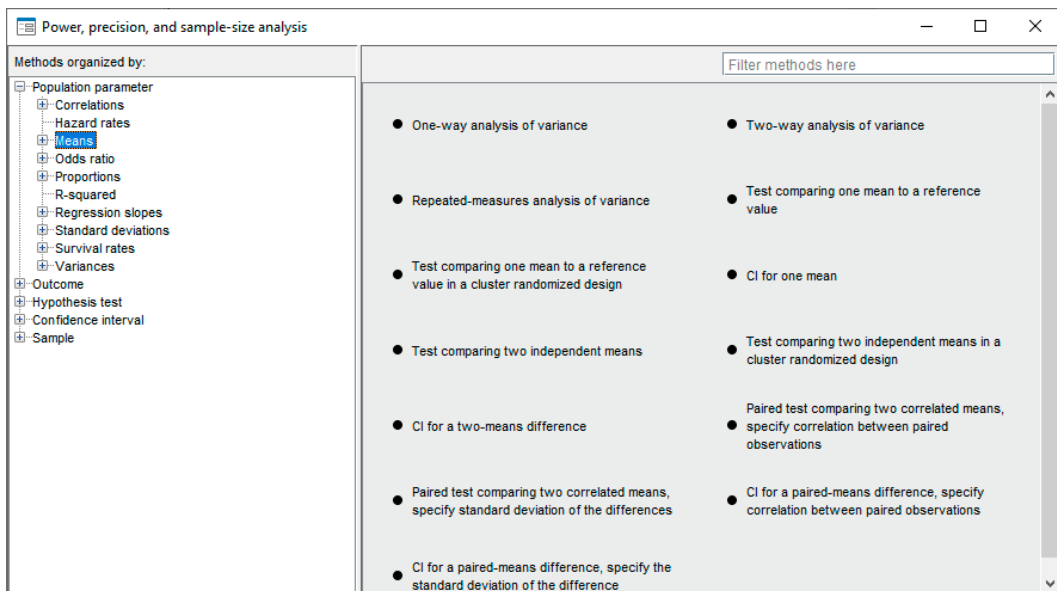 Power, precision, and sample-size analysis
Methods organized by:
Filter methods here
Population parameter
Correlations
Hazard rates
Means
Odds ratio
Proportions
R-squared
Regression slopes
Standard deviations
Survival rates
Variances
Outcome
Hypothesis test
Confidence interval
Sample
One-way analysis of variance
Two-way analysis of variance
Repeated-measures analysis of variance
Test comparing one mean to a reference
value
Test comparing one mean to a reference
value in a cluster randomized design
CI for one mean
Test comparing two independent means
Test comparing two independent means in a
cluster randomized design
CI for a two-means difference
Paired test comparing two correlated means,
specify correlation between paired
observations
Paired test comparing two correlated means,
specify standard deviation of the differences
CI for a paired-means difference, specify
correlation between paired observations
CI for a paired-means difference, specify the
standard deviation of the difference